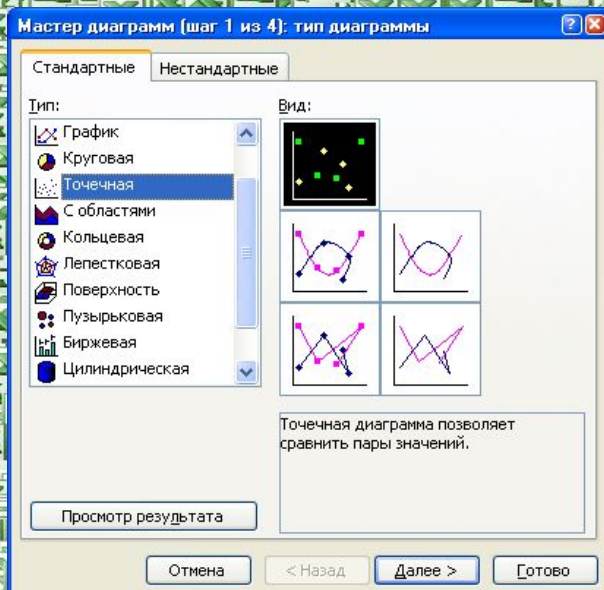 Мастер диаграмм (шаг 1 из 4): тип диаграммы
Стандартные
Нестандартные
Тип:
График
Круговая
Точечная
С областями
Кольцевая
Лепестковая
Поверхность
Пузырьковая
Биржевая
Цилиндрическая
Вид:
Точечная диаграмма позволяет
сравнить пары значений.
Просмотр результата
Отмена
< Назад
Далее >
Готово